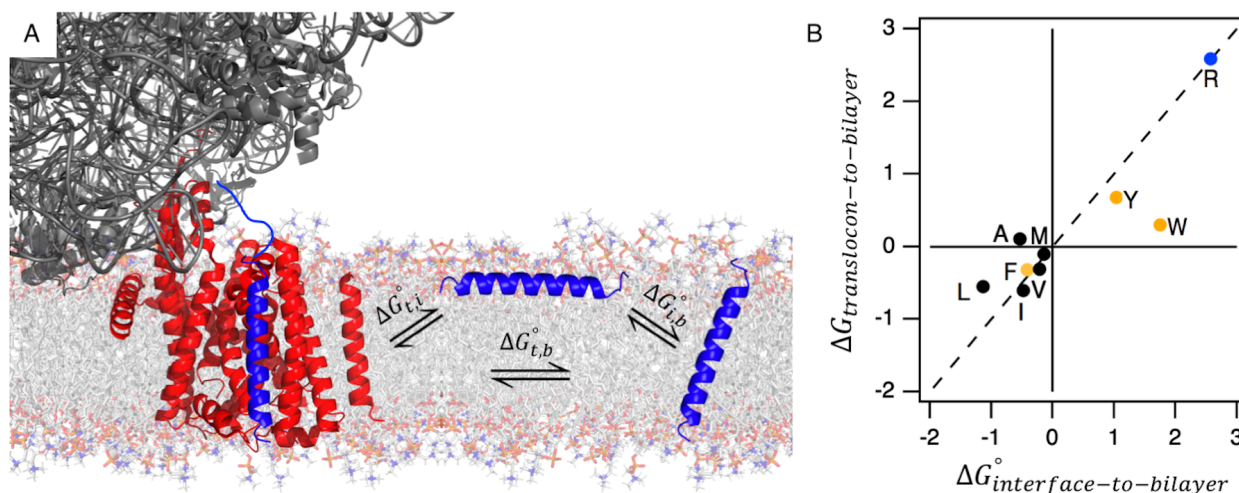 A
ΔG°t,i
ΔG°i,b
ΔG°t,b
B
ΔGtranslocon−to−bilayer
3
2
1
0
-1
-2
R
Y
W
A M
F V
L I
-2 -1 0 1 2 3
ΔG°interface−to−bilayer